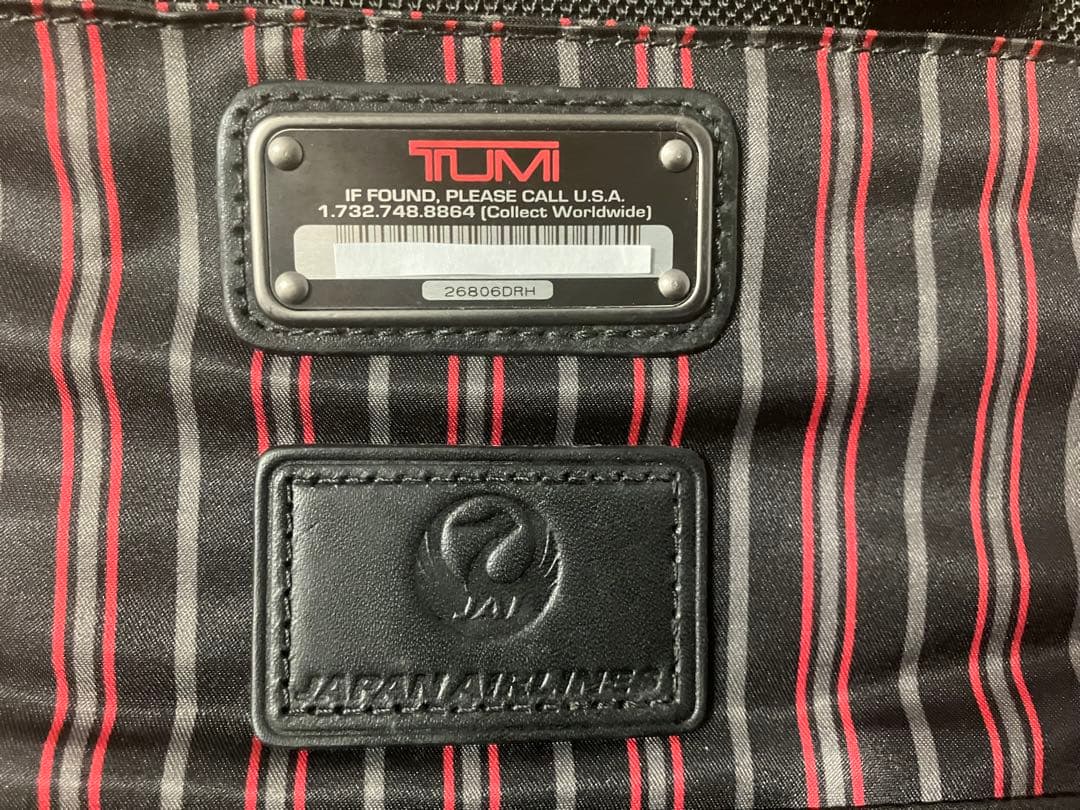 TUMI
IF FOUND, PLEASE CALL U.S.A.
1.732.748.8864 (Collect Worldwide)
26806DRH
JAL
JAPAN AIRLINES